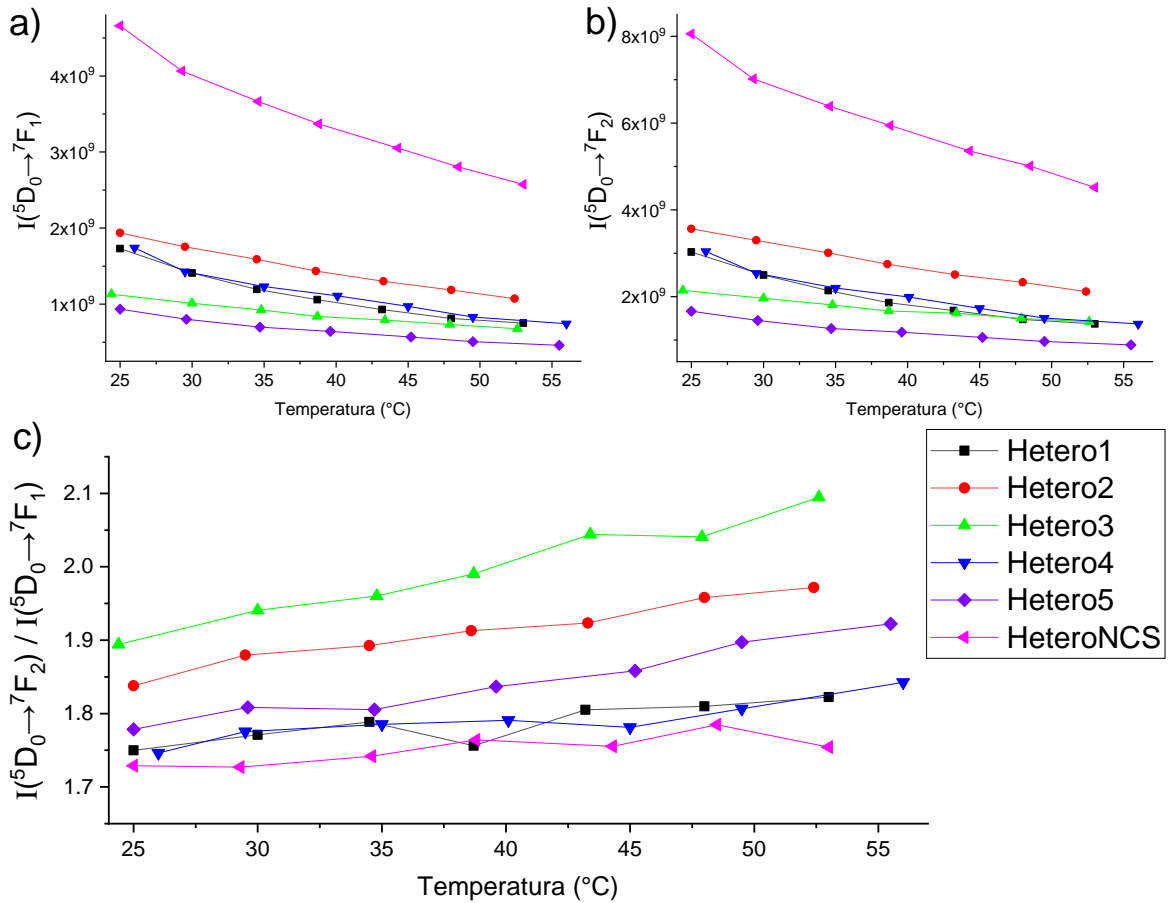 a)
I(⁵D₀→⁷F₁)
4x10⁹
3x10⁹
2x10⁹
1x10⁹
25 30 35 40 45 50 55
Temperatura (°C)
b)
I(⁵D₀→⁷F₂)
8x10⁹
6x10⁹
4x10⁹
2x10⁹
25 30 35 40 45 50 55
Temperatura (°C)
c)
I(⁵D₀→⁷F₂) / I(⁵D₀→⁷F₁)
2.1
2.0
1.9
1.8
1.7
25 30 35 40 45 50 55
Temperatura (°C)
Hetero1
Hetero2
Hetero3
Hetero4
Hetero5
HeteroNCS